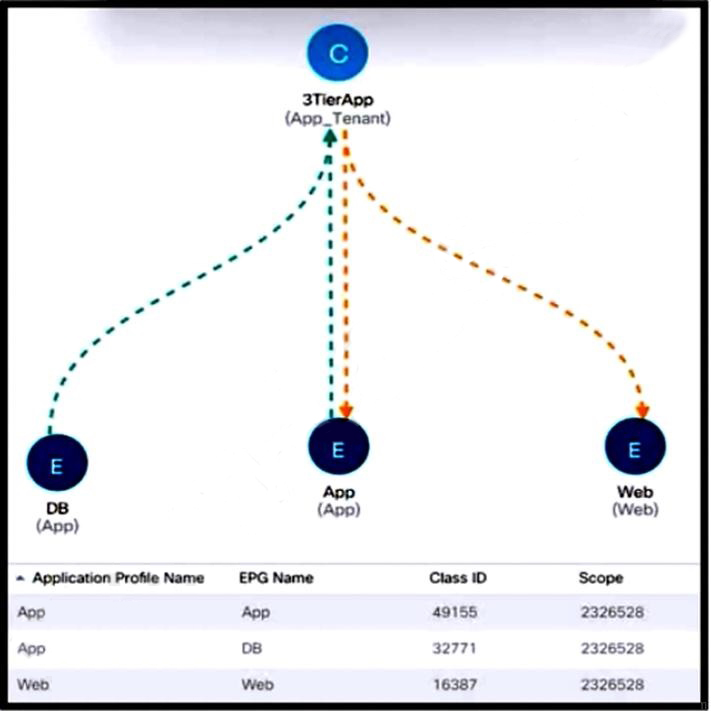 C
3TierApp
(App_Tenant)
E
E
E
DB
(App)
App
(App)
Web
(Web)
Application Profile Name EPG Name Class ID Scope
App App 49155 2326528
App DB 32771 2326528
Web Web 16387 2326528